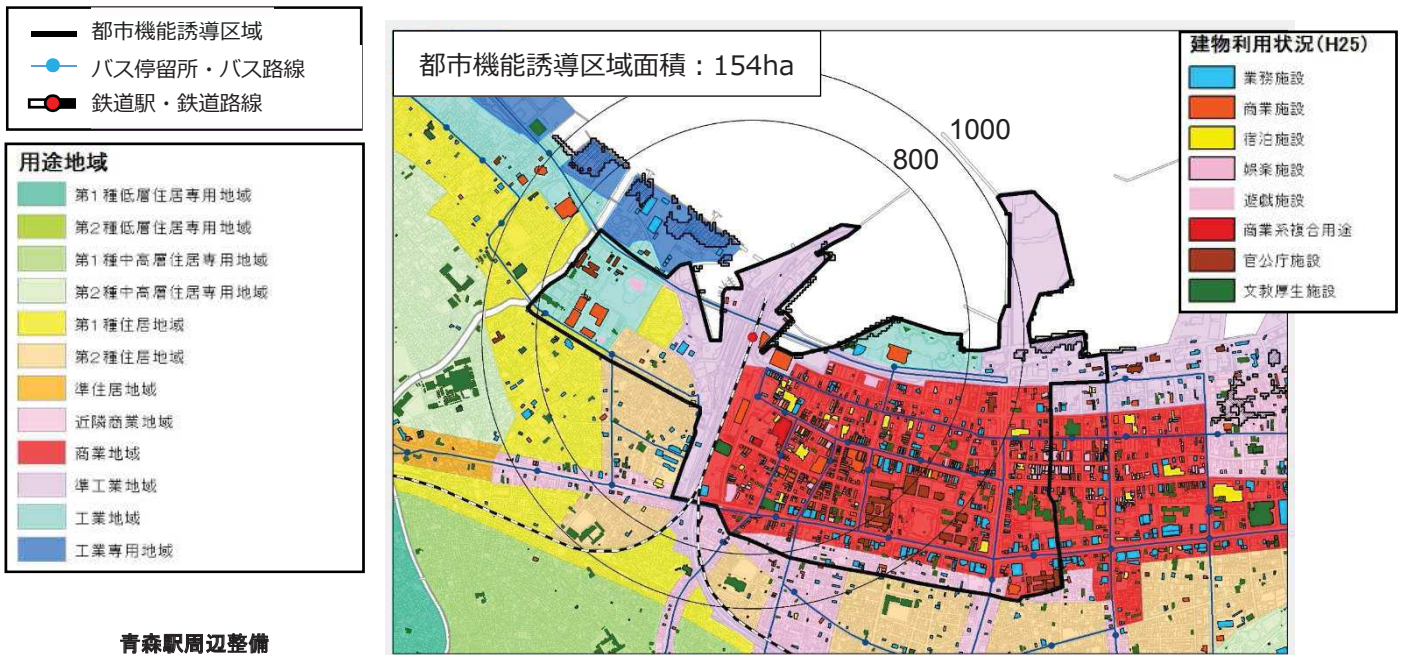 都市機能誘導区域
バス停留所・バス路線
鉄道駅・鉄道路線
用途地域
第1種低層住居専用地域
第2種低層住居専用地域
第1種中高層住居専用地域
第2種中高層住居専用地域
第1種住居地域
第2種住居地域
準住居地域
近隣商業地域
商業地域
準工業地域
工業地域
工業専用地域
青森駅周辺整備
都市機能誘導区域面積：154ha
1000
800
建物利用状況(H25)
業務施設
商業施設
宿泊施設
娯楽施設
遊戯施設
商業系複合用途
官公庁施設
文教厚生施設